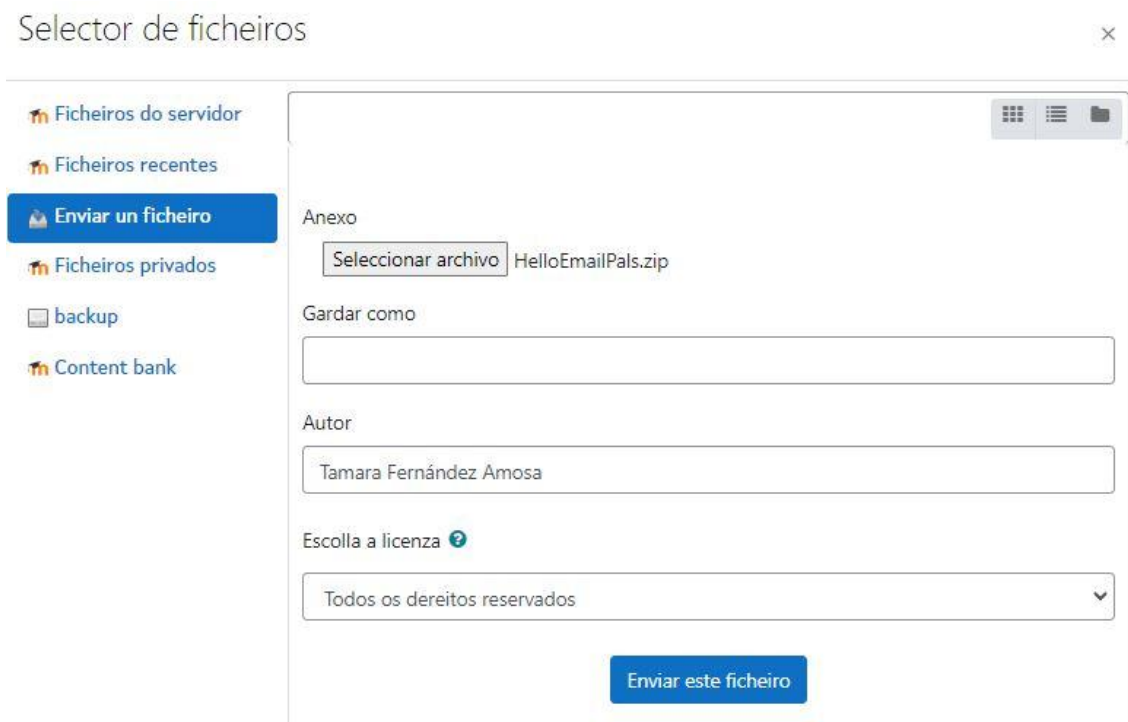 Selector de ficheiros
×
Ficheiros do servidor
Ficheiros recentes
Enviar un ficheiro
Ficheiros privados
backup
Content bank
Anexo
Seleccionar archivo HelloEmailPals.zip
Gardar como
Autor
Tamara Fernández Amosa
Escolla a licenza
Todos os dereitos reservados
Enviar este ficheiro